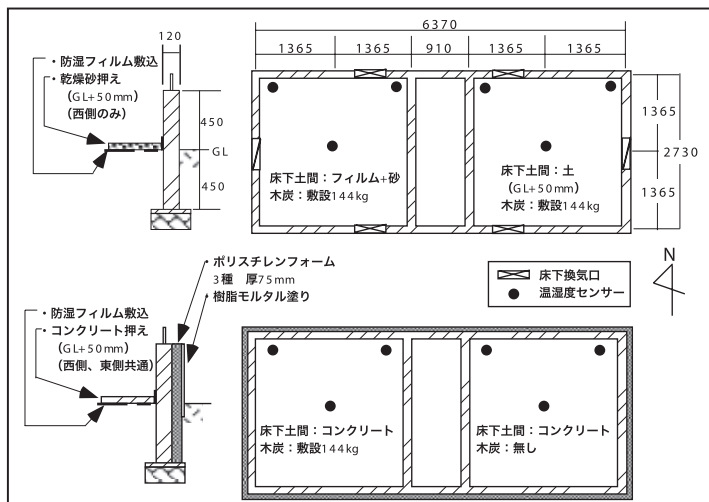 120
・防湿フィルム敷込
・乾燥砂押え
(GL+50mm)
(西側のみ)
450
GL
450
6370
1365 1365 910 1365 1365
1365
2730
1365
床下土間：フィルム+砂
木炭：敷設144kg
床下土間：土
(GL+50mm)
木炭：敷設144kg
・ポリスチレンフォーム
3種 厚75mm
・樹脂モルタル塗り
床下換気口
温湿度センサー
N
・防湿フィルム敷込
・コンクリート押え
(GL+50mm)
(西側、東側共通)
床下土間：コンクリート
木炭：敷設144kg
床下土間：コンクリート
木炭：無し